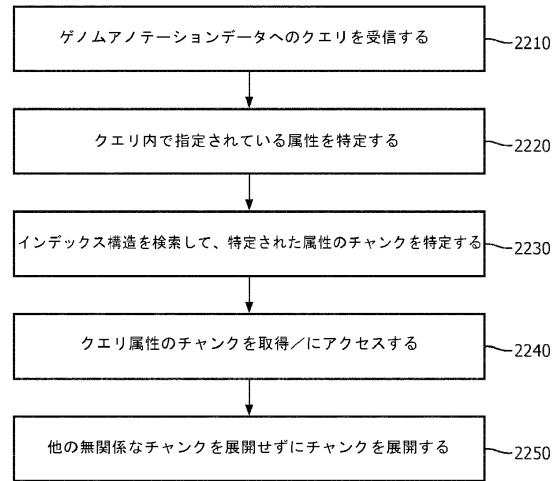 ゲノムアノテーションデータへのクエリを受信する
2210
クエリ内で指定されている属性を特定する
2220
インデックス構造を検索して、特定された属性のチャンクを特定する
2230
クエリ属性のチャンクを取得／にアクセスする
2240
他の無関係なチャンクを展開せずにチャンクを展開する
2250